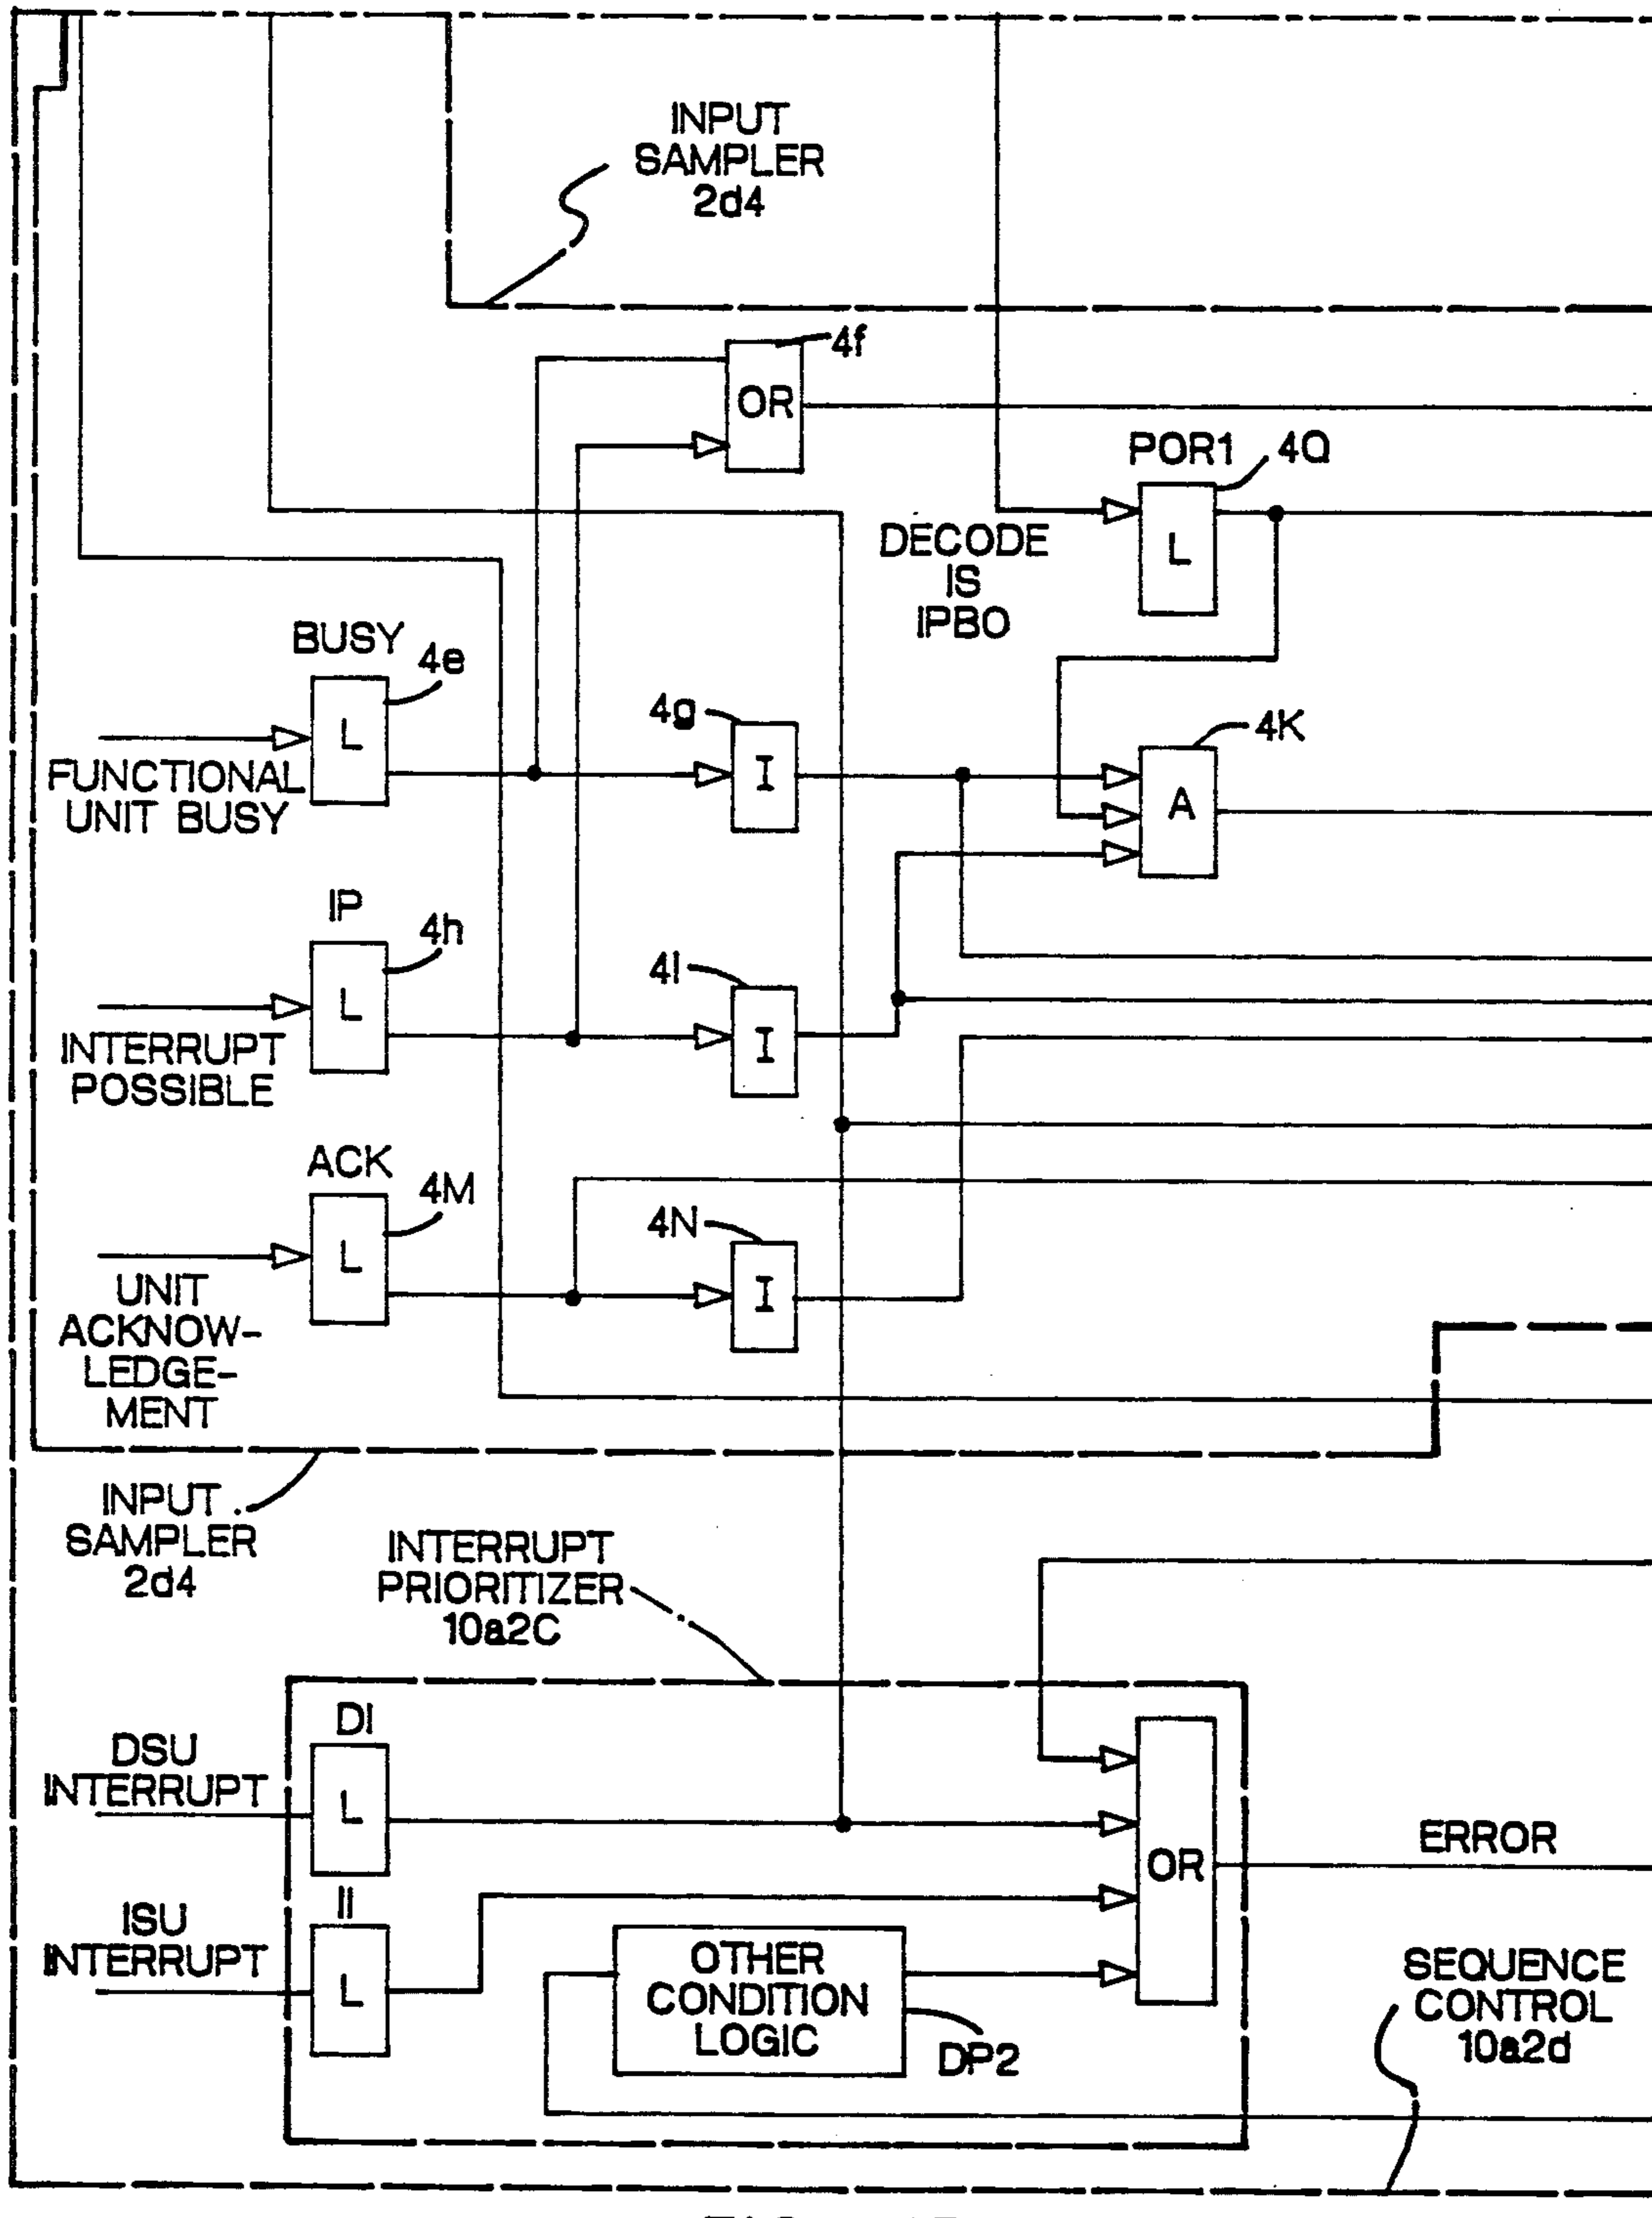 INPUT
SAMPLER
2d4
4f
OR
POR1
4Q
L
DECODE
IS
IPBO
BUSY
4e
L
FUNCTIONAL
UNIT BUSY
4g
I
4K
A
IP
4h
L
INTERRUPT
POSSIBLE
4I
I
ACK
4M
L
UNIT
ACKNOW-
LEDGE-
MENT
4N
I
INPUT
SAMPLER
2d4
INTERRUPT
PRIORITIZER
10a2C
DSU
INTERRUPT
DI
L
OR
ERROR
ISU
INTERRUPT
II
L
OTHER
CONDITION
LOGIC
DP2
SEQUENCE
CONTROL
10a2d